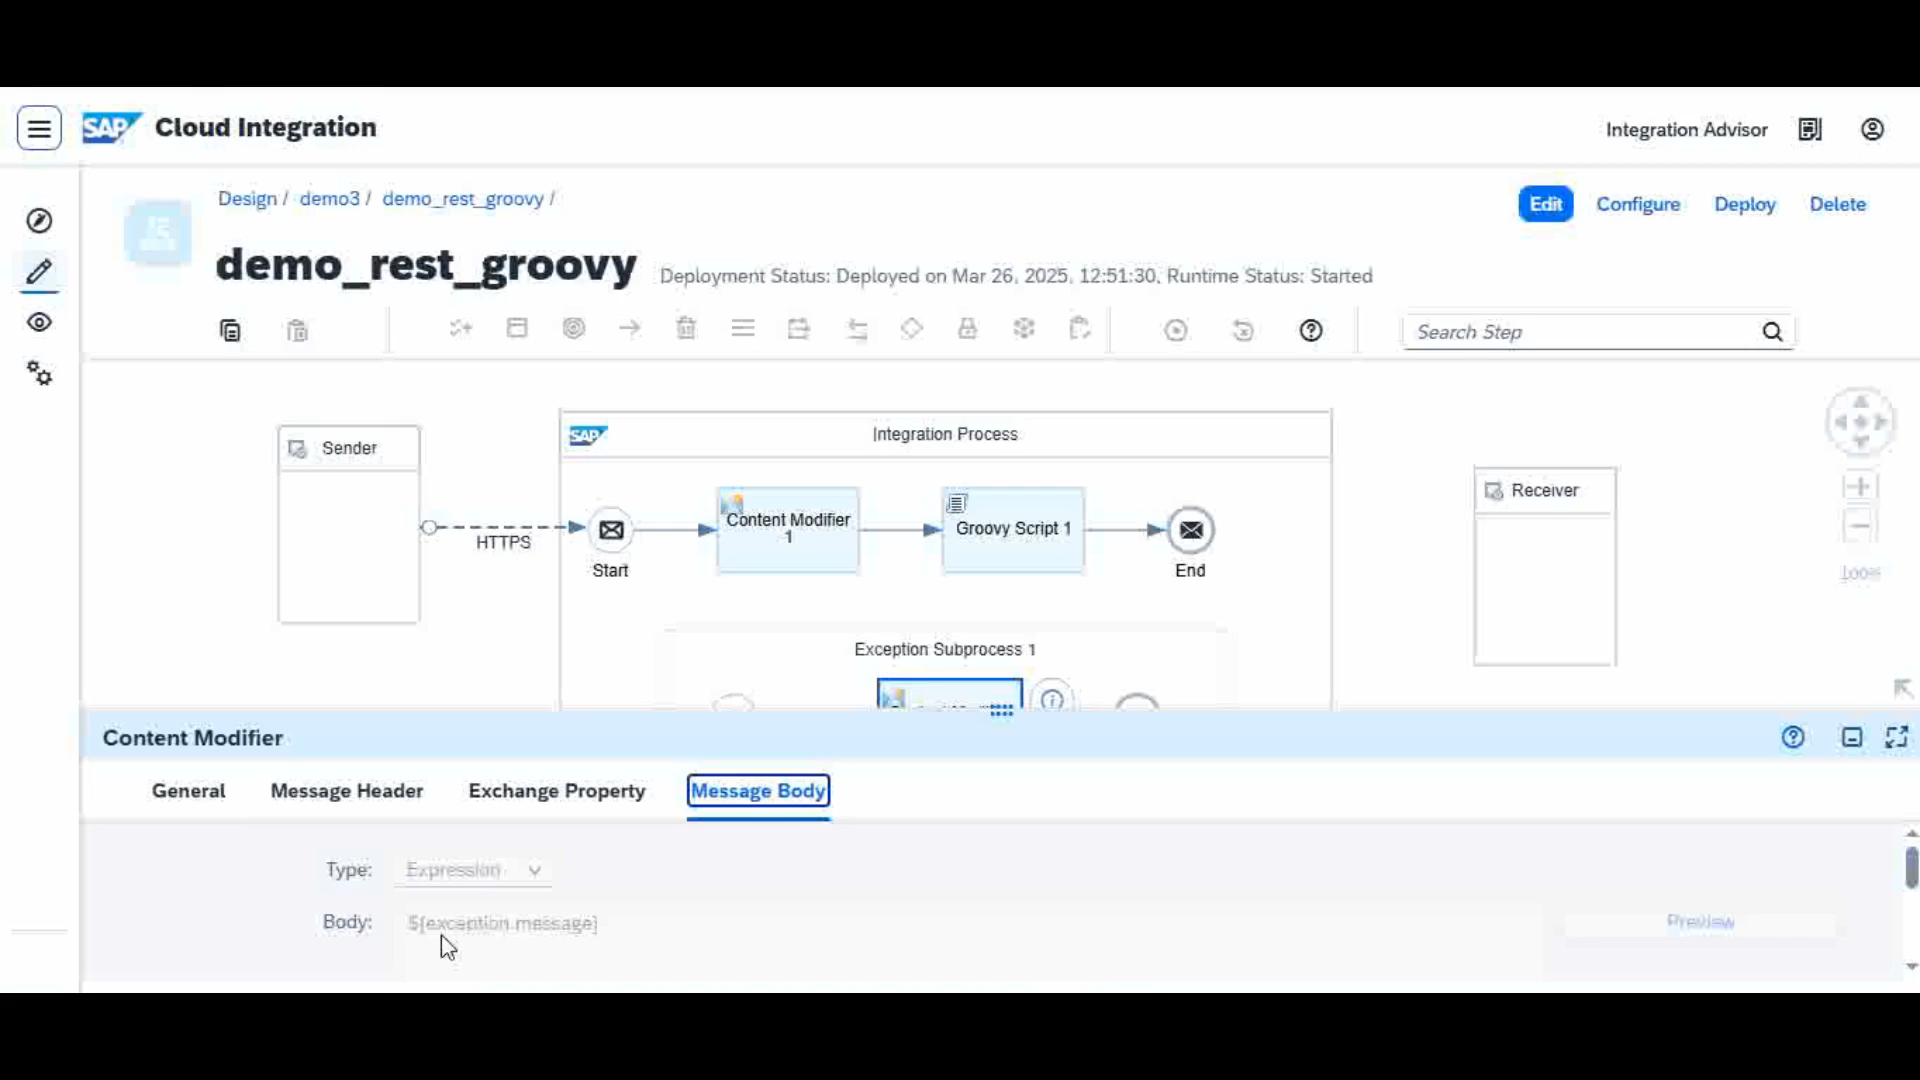 SAP Cloud Integration
Integration Advisor
Design / demo3 / demo_rest_groovy /
Edit
Configure
Deploy
Delete
demo_rest_groovy
Deployment Status: Deployed on Mar 26, 2025, 12:51:30, Runtime Status: Started
Search Step
Sender
SAP
Integration Process
Receiver
HTTPS
Start
Content Modifier
1
Groovy Script 1
End
100%
Exception Subprocess 1
Content Modifier
General
Message Header
Exchange Property
Message Body
Type:
Expression
Body:
${exception.message}
Preview